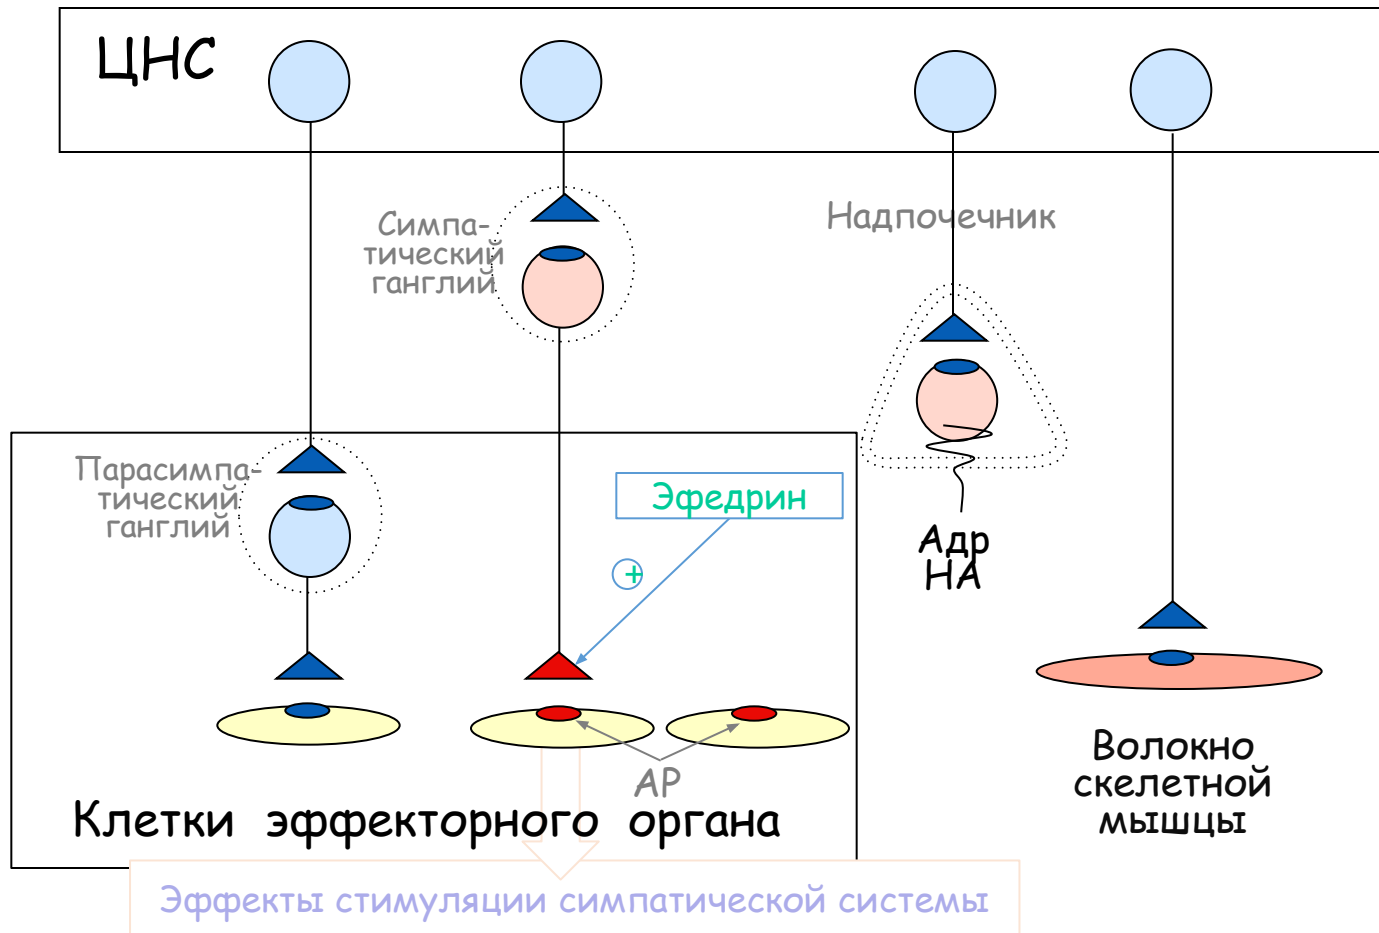 ЦНС
Симпа-
тический
ганглий
Надпочечник
Парасимпа-
тический
ганглий
Эфедрин
+
Адр
НА
АР
Волокно
скелетной
мышцы
Клетки эффекторного органа
Эффекты стимуляции симпатической системы